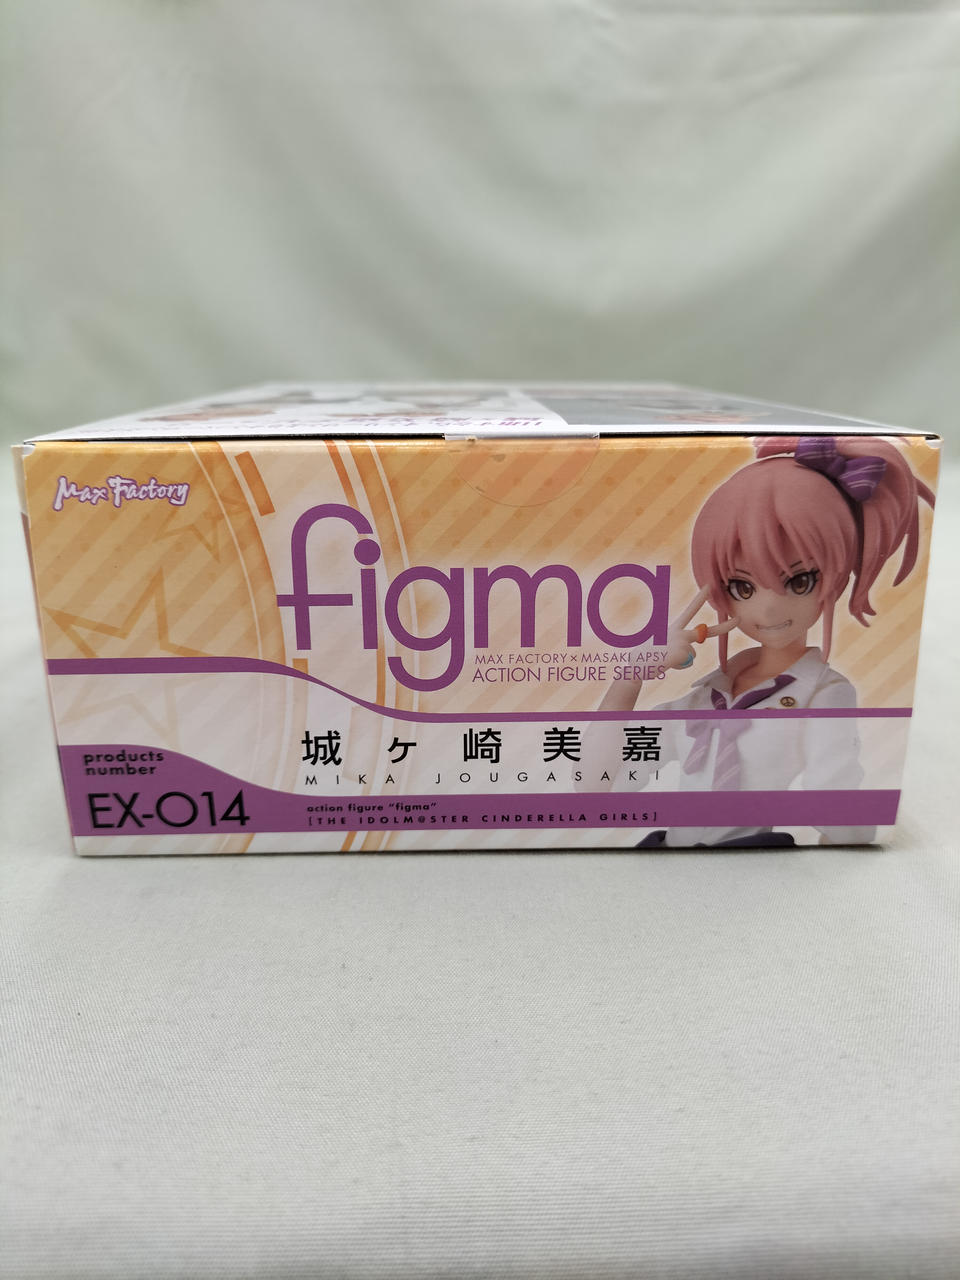 Max Factory
figma
MAX FACTORY × MASAKI APSY
ACTION FIGURE SERIES
城ヶ崎美嘉
MIKA JOUGASAKI
products
number
EX-014
action figure "figma"
[THE IDOLM@STER CINDERELLA GIRLS]